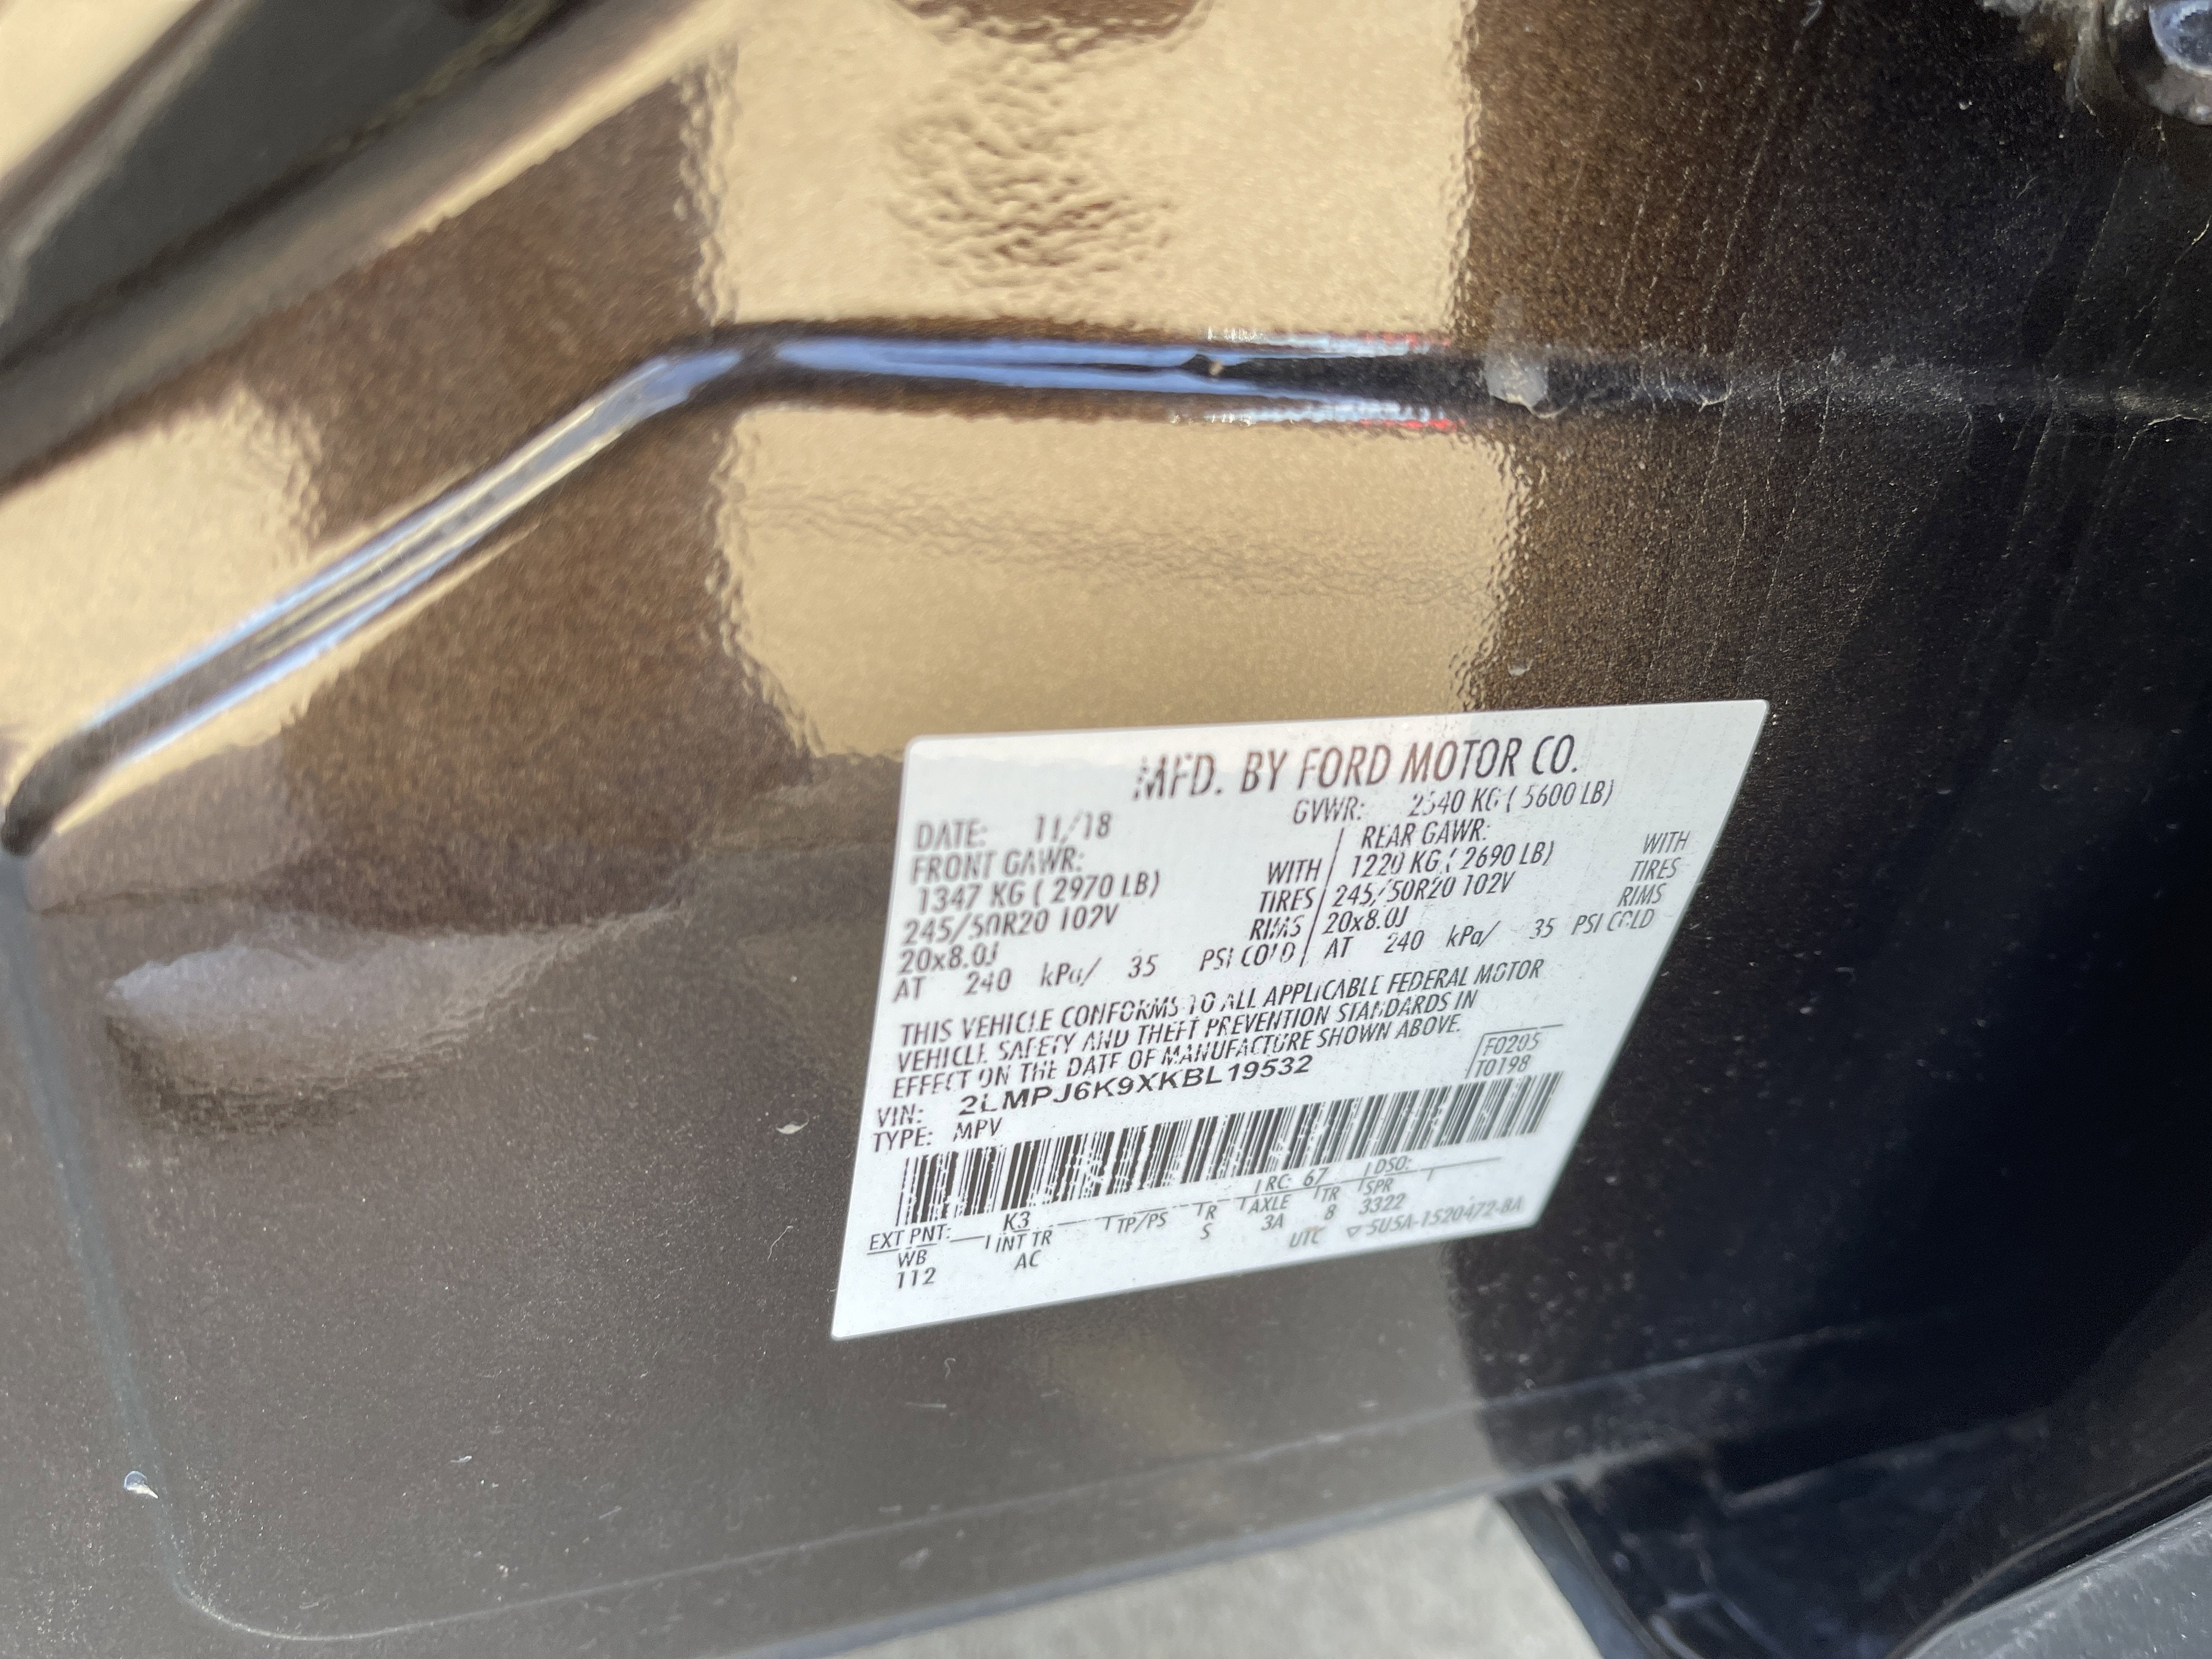 MFD. BY FORD MOTOR CO.
DATE: 11/18 GVWR: 2540 KG ( 5600 LB)
FRONT GAWR: REAR GAWR:
1347 KG ( 2970 LB) WITH 1220 KG ( 2690 LB) WITH
245/50R20 102V TIRES 245/50R20 102V TIRES
20x8.0J RIMS 20x8.0J RIMS
AT 240 kPa/ 35 PSI COLD AT 240 kPa/ 35 PSI COLD
THIS VEHICLE CONFORMS TO ALL APPLICABLE FEDERAL MOTOR
VEHICLE SAFETY AND THEFT PREVENTION STANDARDS IN
EFFECT ON THE DATE OF MANUFACTURE SHOWN ABOVE.
VIN: 2LMPJ6K9XKBL19532
F0205
T0198
TYPE: MPV
EXT PNT: K3 RC: 67 DSO:
WB INT TR TP/PS R AXLE TR SPR
112 AC S 3A 8 3322
UTC ▽ 5U5A-1520472-BA